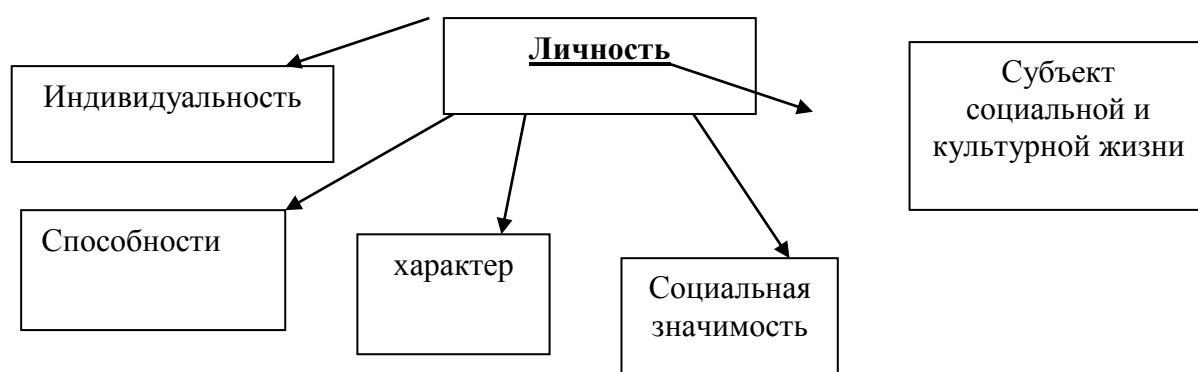 Личность
Индивидуальность
Субъект
социальной и
культурной жизни
Способности
характер
Социальная
значимость